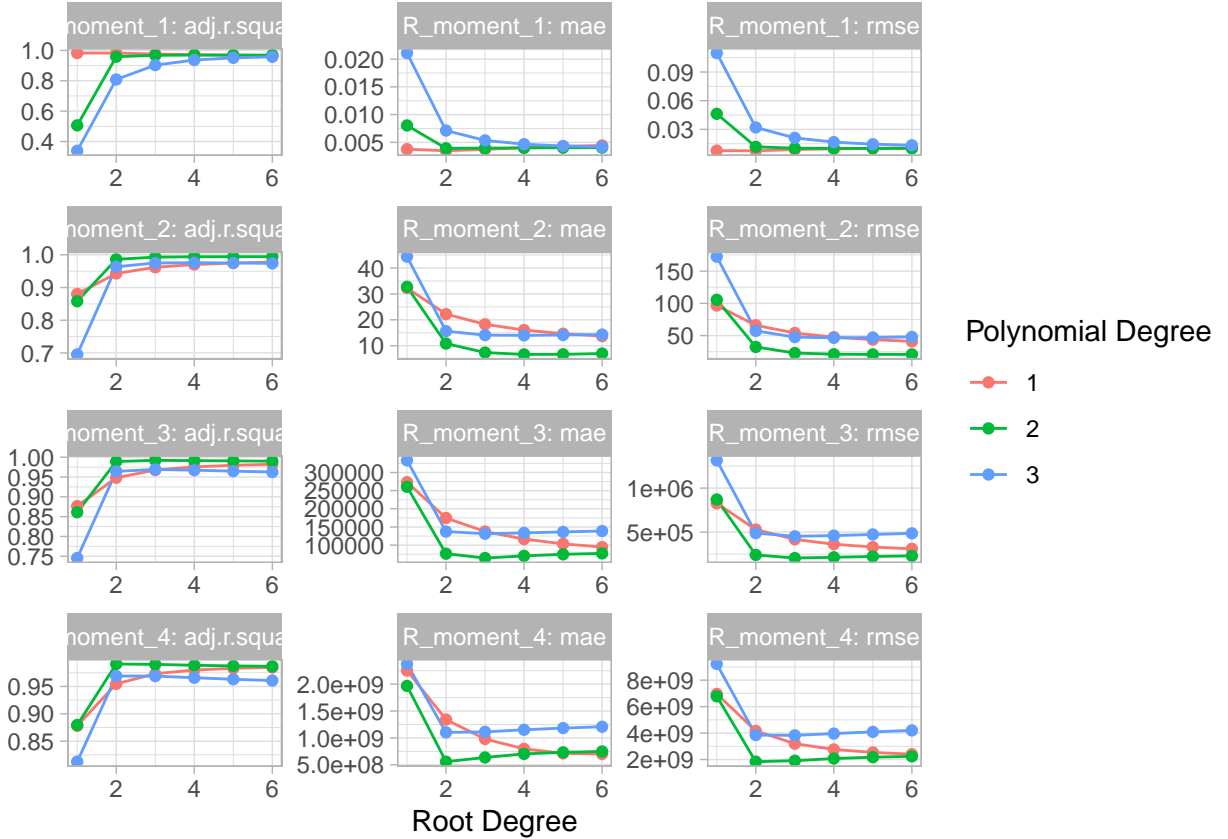 moment_1: adj.r.squa
R_moment_1: mae
R_moment_1: rmse
1.0
0.8
0.6
0.4
0.020
0.015
0.010
0.005
0.09
0.06
0.03
2 4 6
2 4 6
2 4 6
moment_2: adj.r.squa
R_moment_2: mae
R_moment_2: rmse
1.0
0.9
0.8
0.7
40
30
20
10
150
100
50
2 4 6
2 4 6
2 4 6
moment_3: adj.r.squa
R_moment_3: mae
R_moment_3: rmse
1.00
0.95
0.90
0.85
0.80
0.75
300000
250000
200000
150000
100000
1e+06
5e+05
2 4 6
2 4 6
2 4 6
moment_4: adj.r.squa
R_moment_4: mae
R_moment_4: rmse
0.95
0.90
0.85
2.0e+09
1.5e+09
1.0e+09
5.0e+08
8e+09
6e+09
4e+09
2e+09
2 4 6
2 4 6
2 4 6
Root Degree
Polynomial Degree
1
2
3